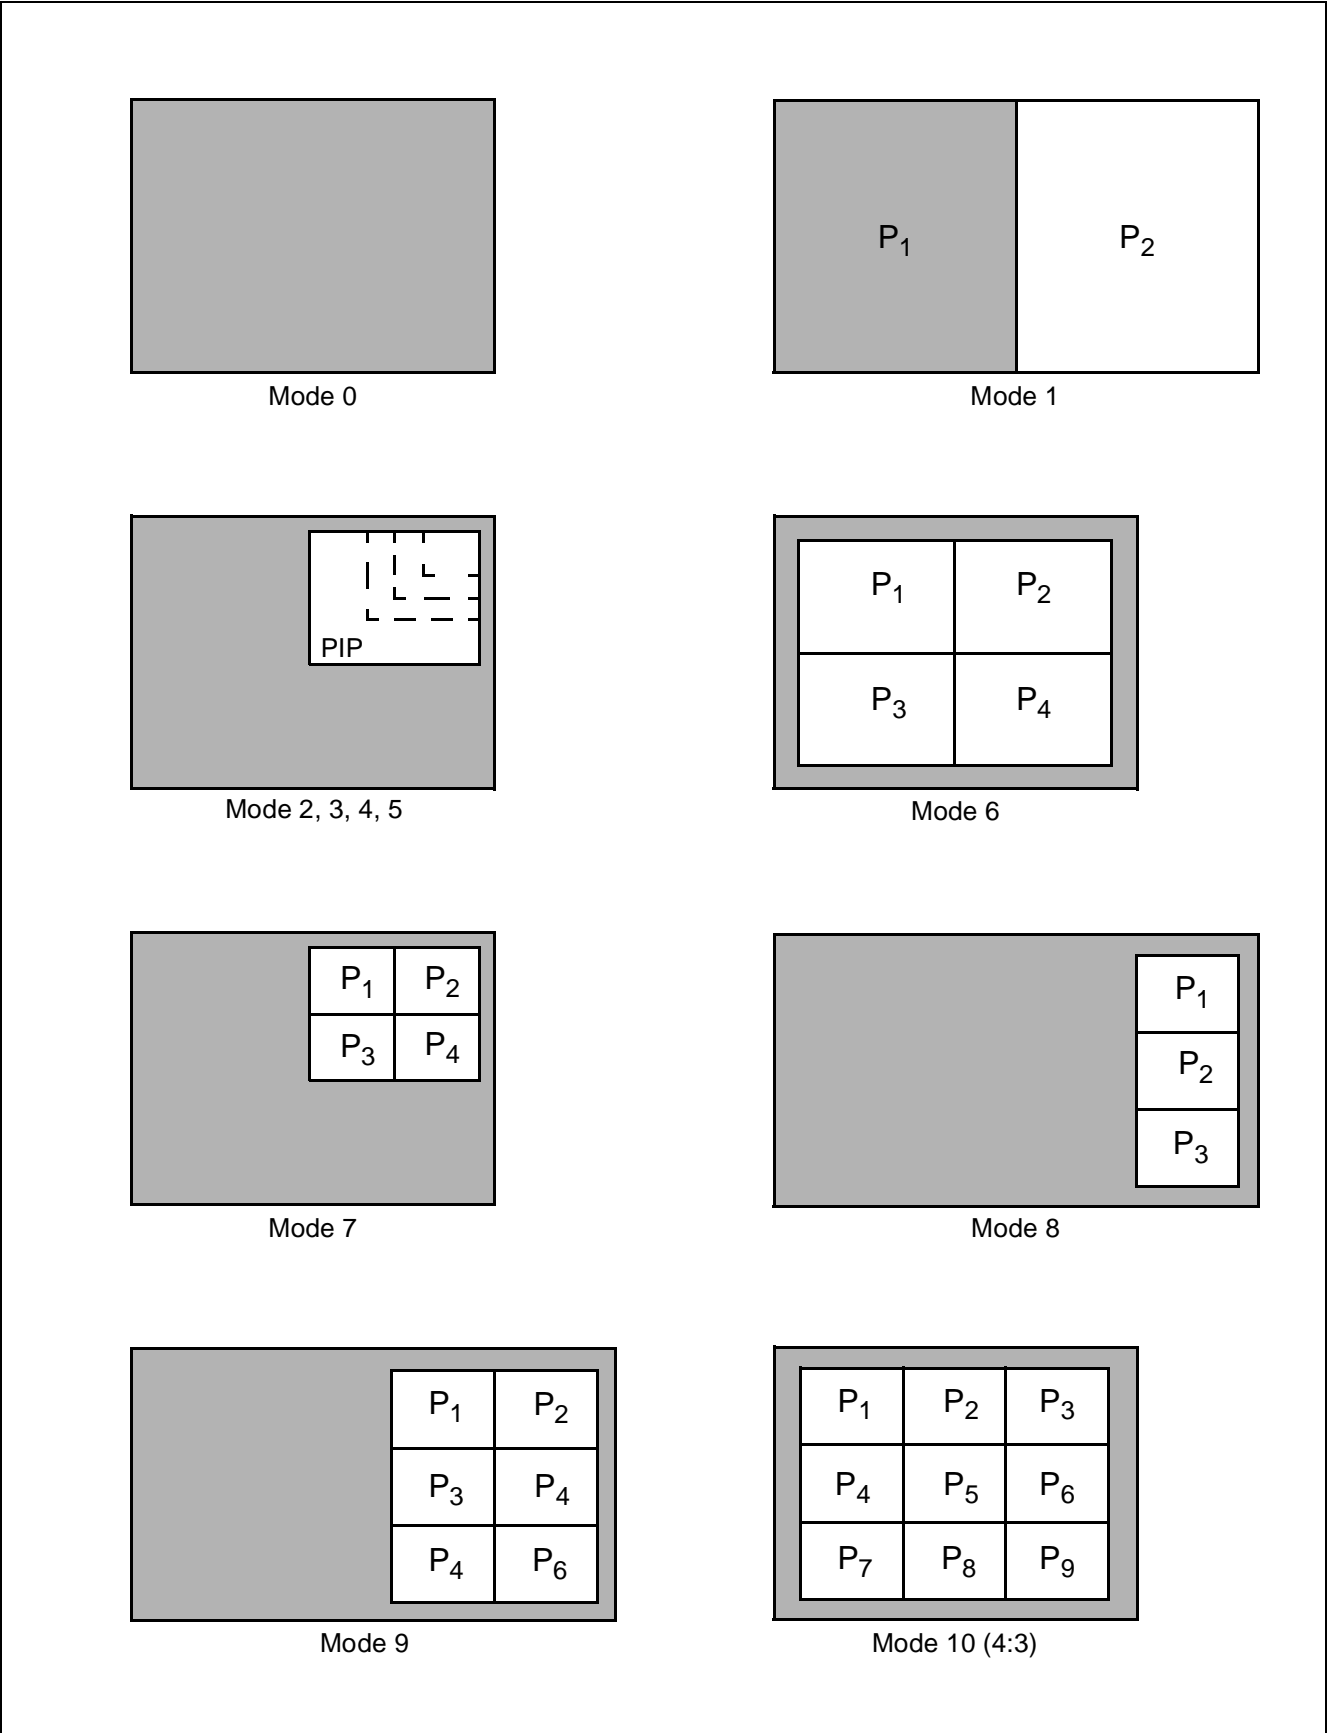 P1 P2
Mode 0 Mode 1
PIP
P1 P2
P3 P4
Mode 2, 3, 4, 5 Mode 6
P1 P2
P3 P4
P1
P2
P3
Mode 7 Mode 8
P1 P2
P3 P4
P4 P6
P1 P2 P3
P4 P5 P6
P7 P8 P9
Mode 9 Mode 10 (4:3)